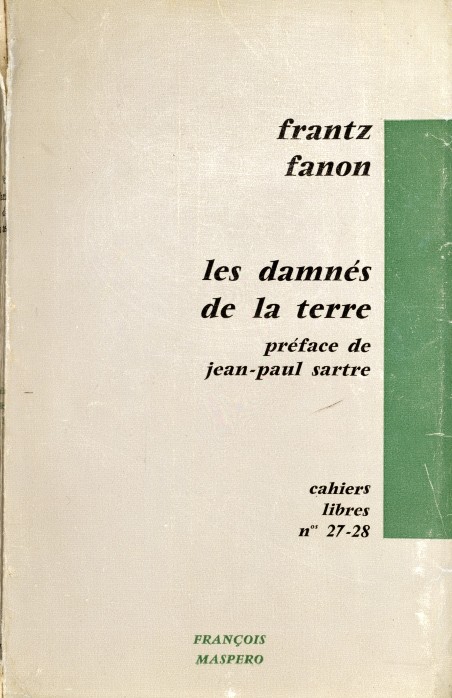 frantz
fanon
les damnés
de la terre
préface de
jean-paul sartre
cahiers
libres
nᵒˢ 27-28
FRANÇOIS
MASPERO